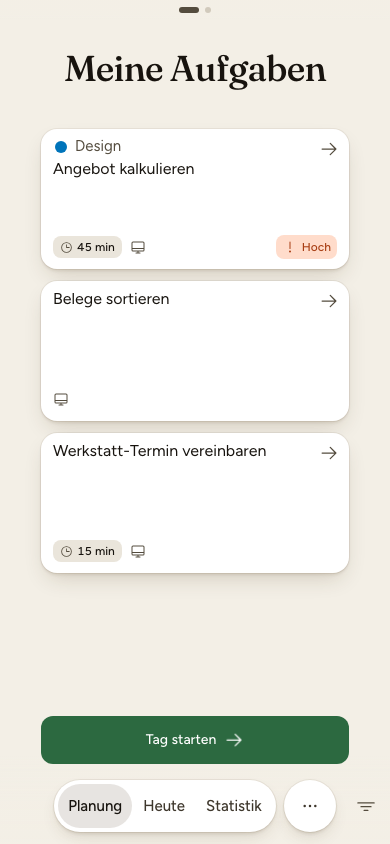 Meine Aufgaben
Design
Angebot kalkulieren
45 min
Hoch
Belege sortieren
Werkstatt-Termin vereinbaren
15 min
Tag starten
Planung Heute Statistik